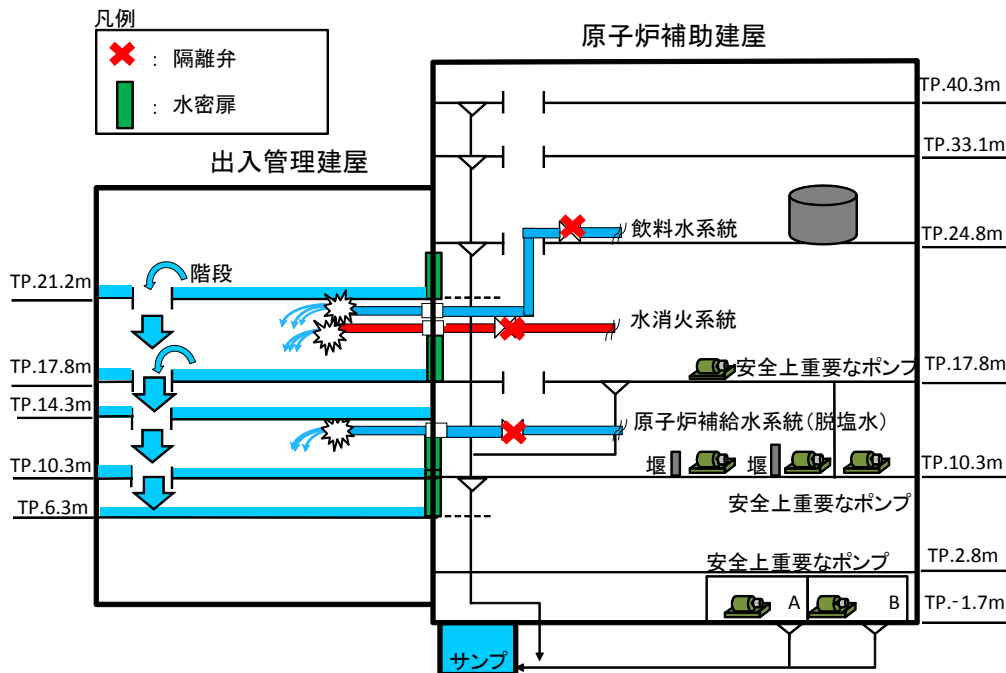 凡例
: 隔離弁
: 水密扉
原子炉補助建屋
出入管理建屋
TP.40.3m
TP.33.1m
TP.24.8m
飲料水系統
TP.21.2m
階段
水消火系統
TP.17.8m
安全上重要なポンプ
TP.17.8m
TP.14.3m
原子炉補給水系統(脱塩水)
TP.10.3m
堰
堰
TP.10.3m
安全上重要なポンプ
TP.6.3m
安全上重要なポンプ
TP.2.8m
A
B
TP.-1.7m
サンプ